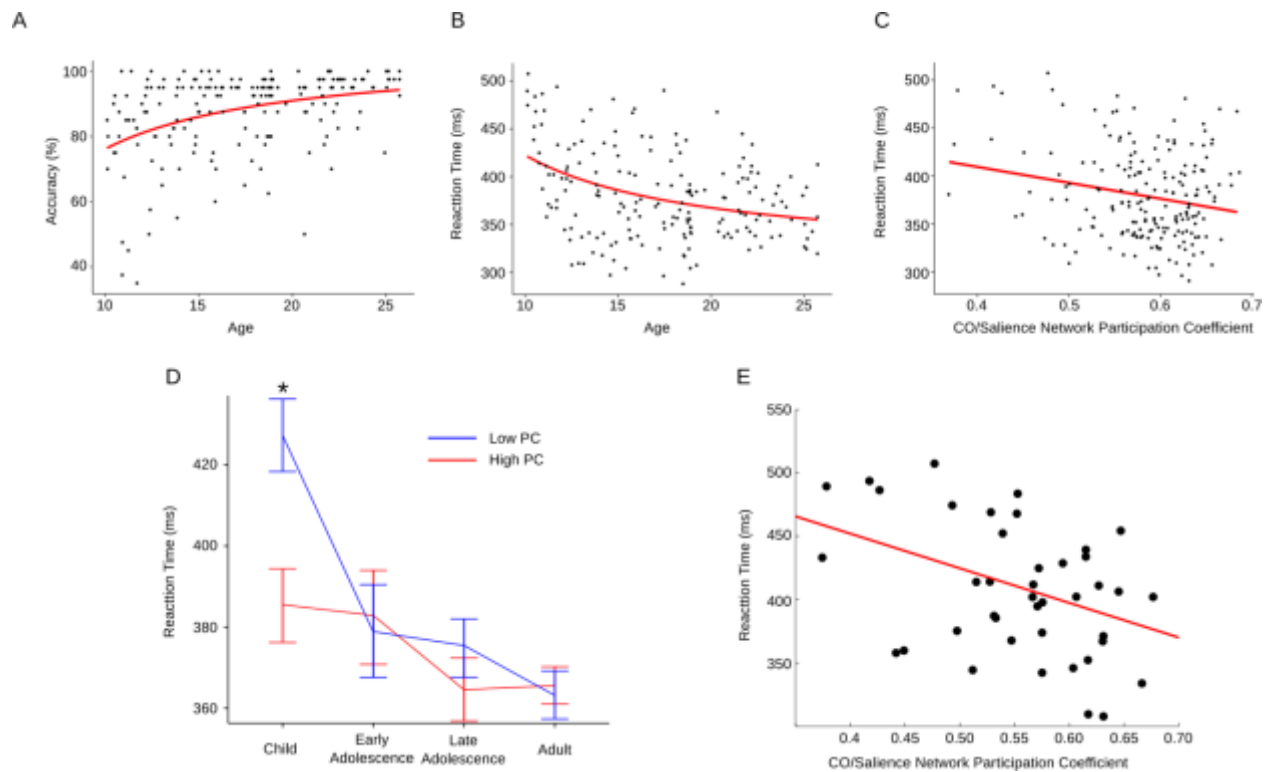 A
B
C
Accuracy (%)
100
80
60
40
10
15
20
25
Age
Reacttion Time (ms)
500
450
400
350
300
10
15
20
25
Age
Reacttion Time (ms)
500
450
400
350
300
0.4
0.5
0.6
0.7
CO/Salience Network Participation Coefficient
D
E
*
Low PC
High PC
Reacttion Time (ms)
420
400
380
360
Child
Early
Adolescence
Late
Adolescence
Adult
Reacttion Time (ms)
550
500
450
400
350
0.4
0.45
0.50
0.55
0.60
0.65
0.70
CO/Salience Network Participation Coefficient